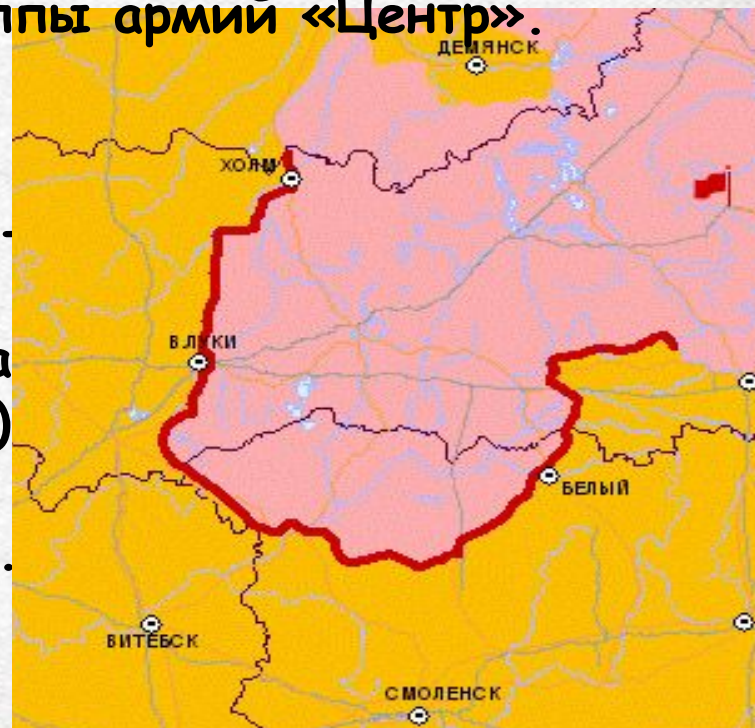 ппы армий «Центр».
ДЕМЯНСК
ХОЛМ
В.ЛУКИ
а
)
БЕЛЫЙ
.
ВИТЕБСК
СМОЛЕНСК